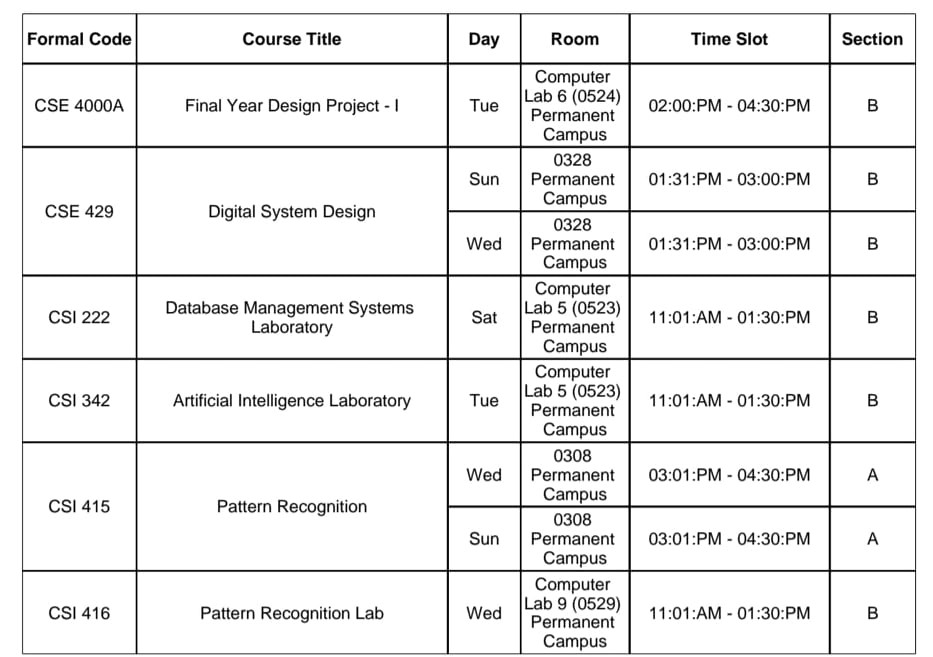 Formal Code Course Title Day Room Time Slot Section
CSE 4000A Final Year Design Project - I Tue Computer Lab 6 (0524) Permanent Campus 02:00:PM - 04:30:PM B
CSE 429 Digital System Design Sun 0328 Permanent Campus 01:31:PM - 03:00:PM B
Wed 0328 Permanent Campus 01:31:PM - 03:00:PM B
CSI 222 Database Management Systems Laboratory Sat Computer Lab 5 (0523) Permanent Campus 11:01:AM - 01:30:PM B
CSI 342 Artificial Intelligence Laboratory Tue Computer Lab 5 (0523) Permanent Campus 11:01:AM - 01:30:PM B
CSI 415 Pattern Recognition Wed 0308 Permanent Campus 03:01:PM - 04:30:PM A
Sun 0308 Permanent Campus 03:01:PM - 04:30:PM A
CSI 416 Pattern Recognition Lab Wed Computer Lab 9 (0529) Permanent Campus 11:01:AM - 01:30:PM B